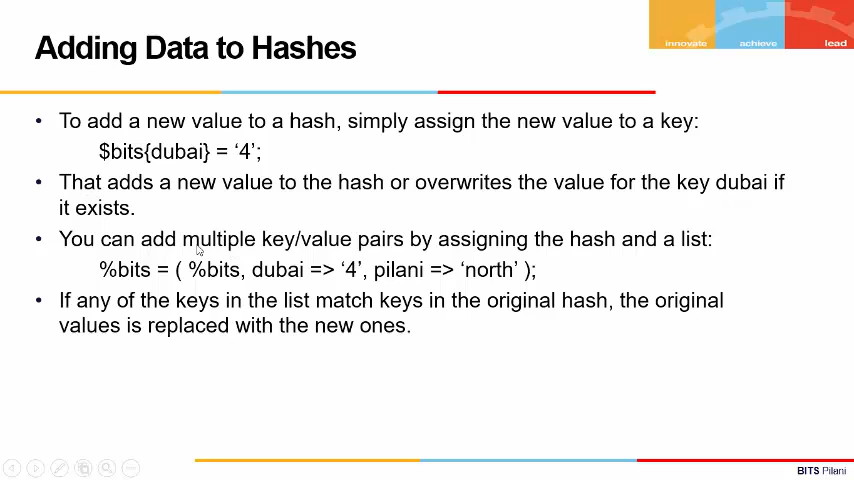 Adding Data to Hashes
innovate achieve lead
• To add a new value to a hash, simply assign the new value to a key:
$bits{dubai} = ‘4’;
• That adds a new value to the hash or overwrites the value for the key dubai if
it exists.
• You can add multiple key/value pairs by assigning the hash and a list:
%bits = ( %bits, dubai => ‘4’, pilani => ‘north’ );
• If any of the keys in the list match keys in the original hash, the original
values is replaced with the new ones.
BITS Pilani